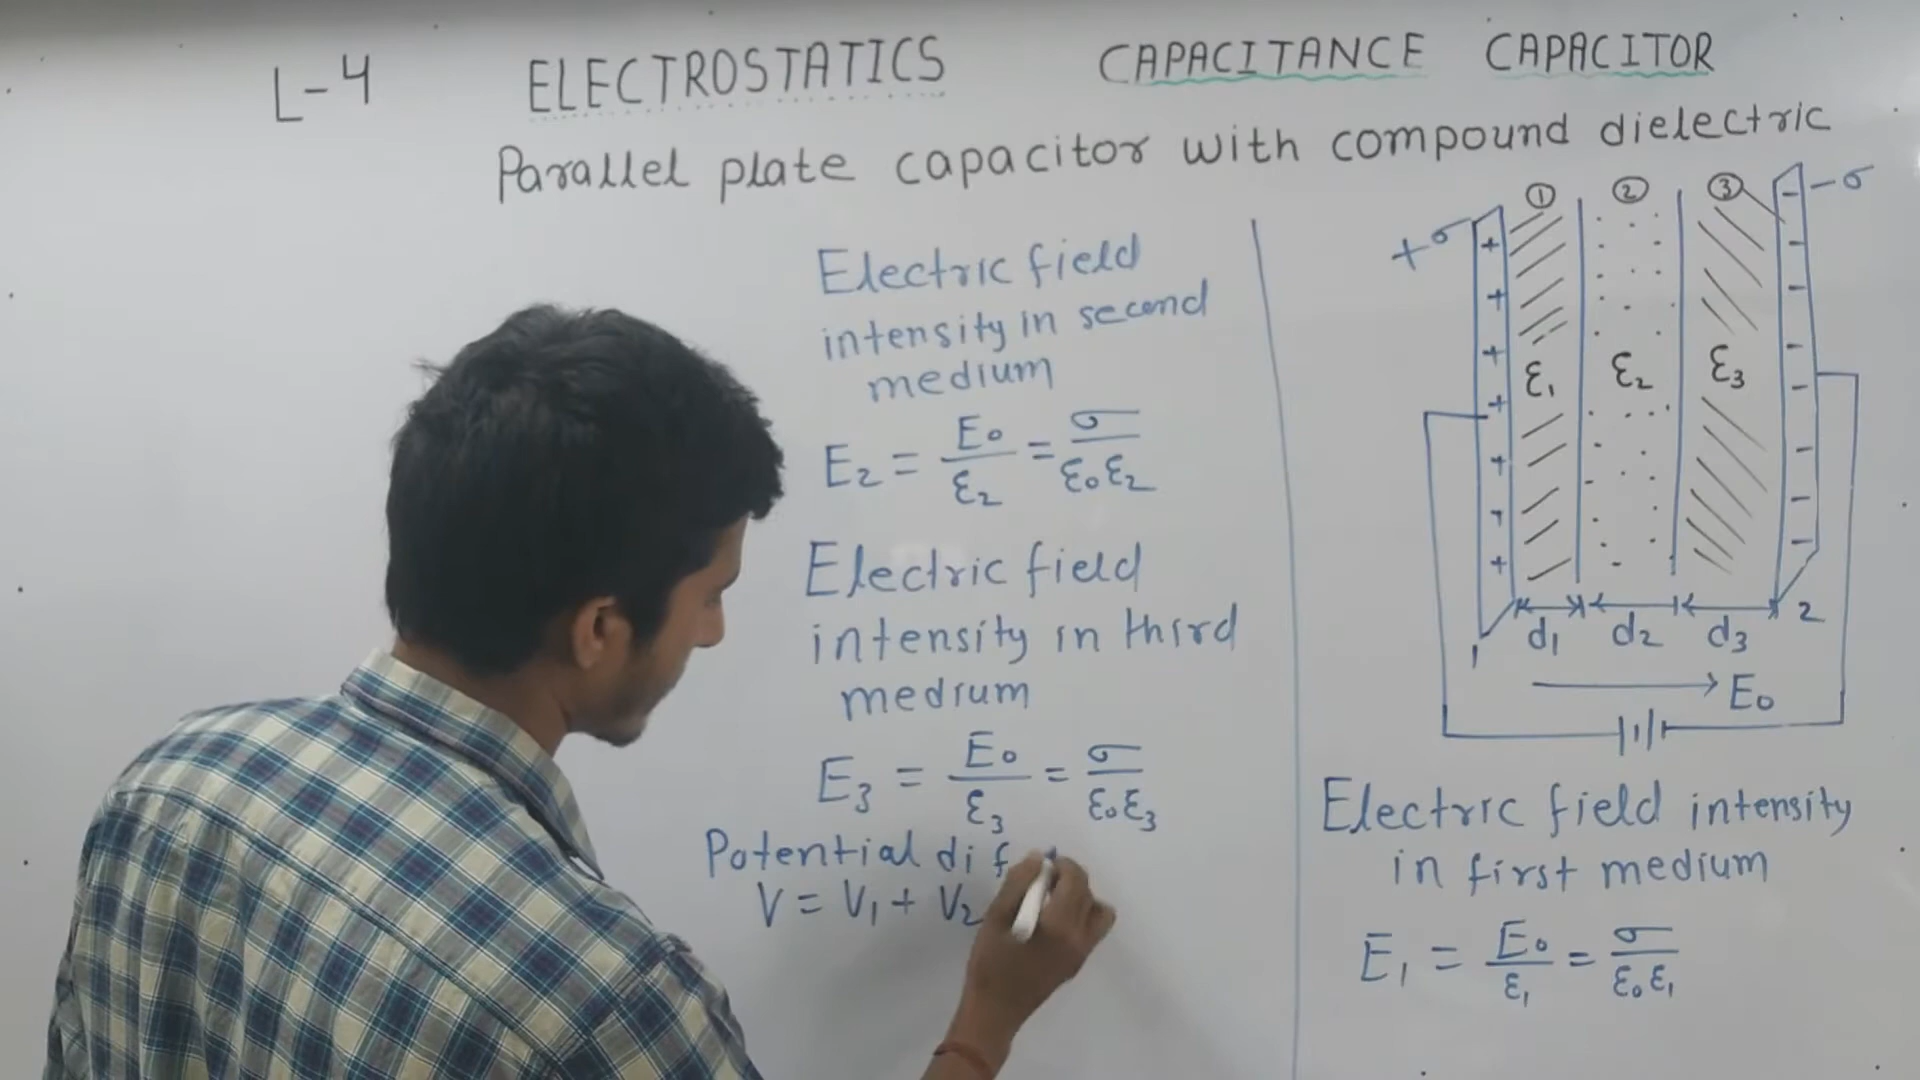 L-4 ELECTROSTATICS CAPACITANCE CAPACITOR
Parallel plate capacitor with compound dielectric
Electric field
intensity in second
medium
E₂ = E₀/ε₂ = σ/ε₀ε₂
Electric field
intensity in third
medium
E₃ = E₀/ε₃ = σ/ε₀ε₃
Potential dif
V = V₁ + V₂
① ② ③ -σ
+σ
ε₁ ε₂ ε₃
d₁ d₂ d₃
1 2
E₀
Electric field intensity
in first medium
E₁ = E₀/ε₁ = σ/ε₀ε₁